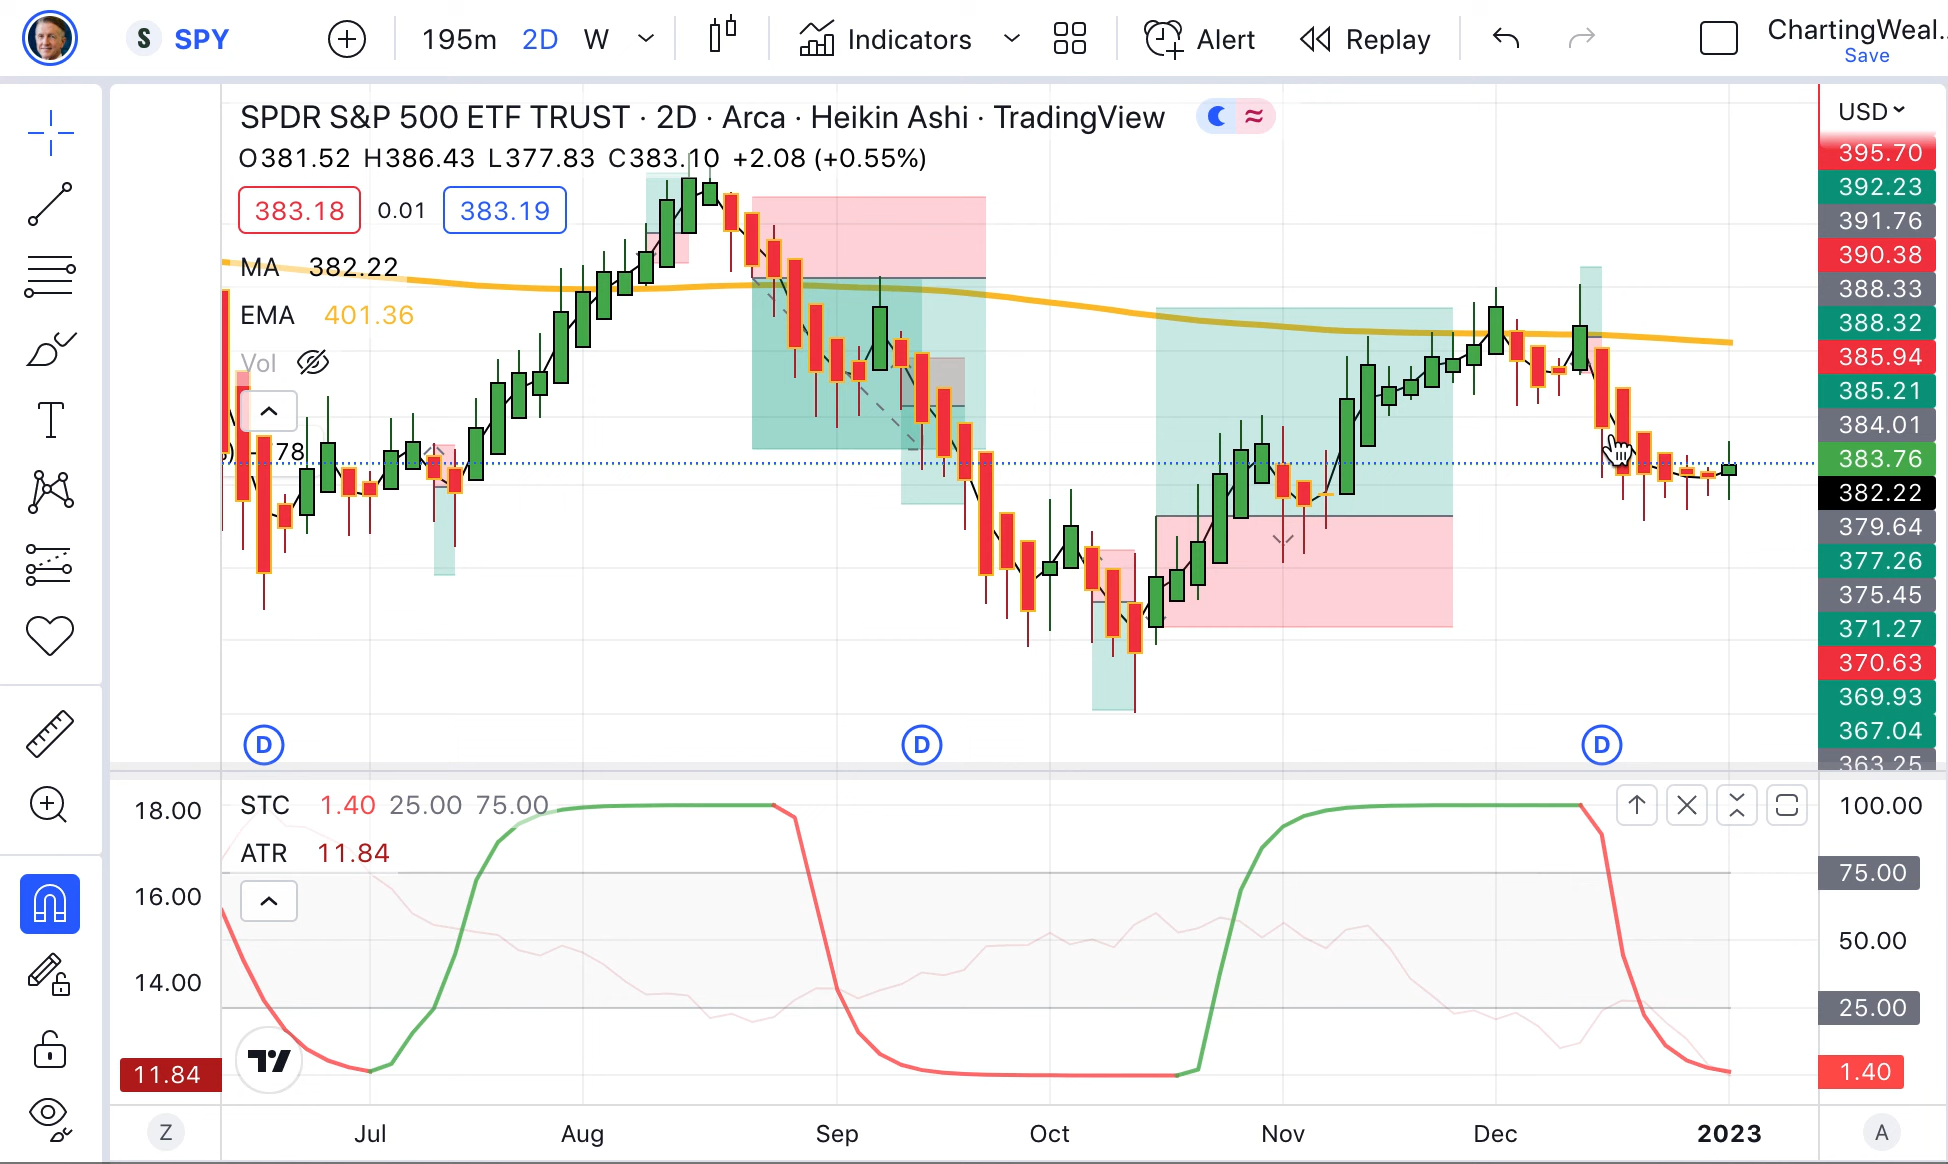 S SPY 195m 2D W Indicators Alert Replay ChartingWeal..
Save
SPDR S&P 500 ETF TRUST · 2D · Arca · Heikin Ashi · TradingView
USD
O381.52 H386.43 L377.83 C383.10 +2.08 (+0.55%)
383.18 0.01 383.19
MA 382.22
EMA 401.36
Vol
78
395.70
392.23
391.76
390.38
388.33
388.32
385.94
385.21
384.01
383.76
382.22
379.64
377.26
375.45
371.27
370.63
369.93
367.04
363.25
D D D
STC 1.40 25.00 75.00
ATR 11.84
18.00
16.00
14.00
11.84
100.00
75.00
50.00
25.00
1.40
Z Jul Aug Sep Oct Nov Dec 2023 A